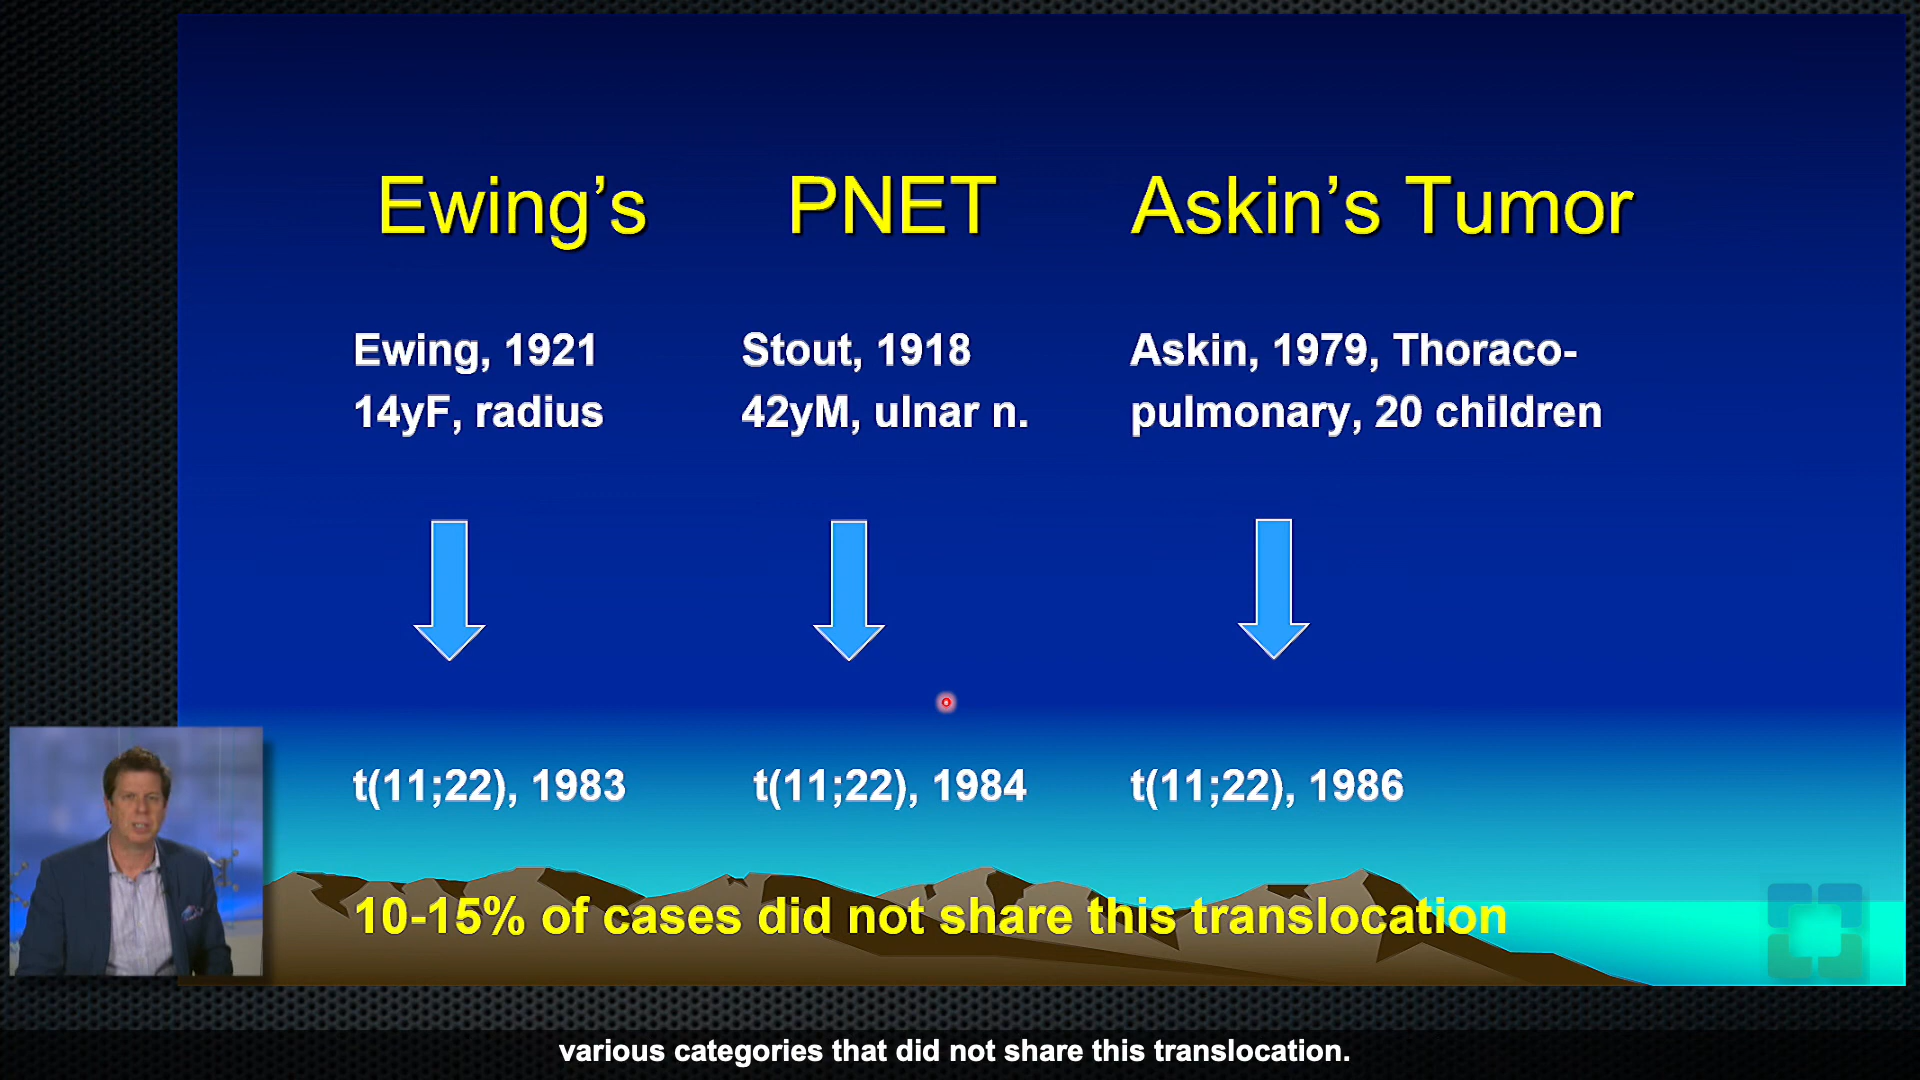 Ewing’s PNET Askin’s Tumor
Ewing, 1921 Stout, 1918 Askin, 1979, Thoraco-
14yF, radius 42yM, ulnar n. pulmonary, 20 children
t(11;22), 1983 t(11;22), 1984 t(11;22), 1986
10-15% of cases did not share this translocation
various categories that did not share this translocation.